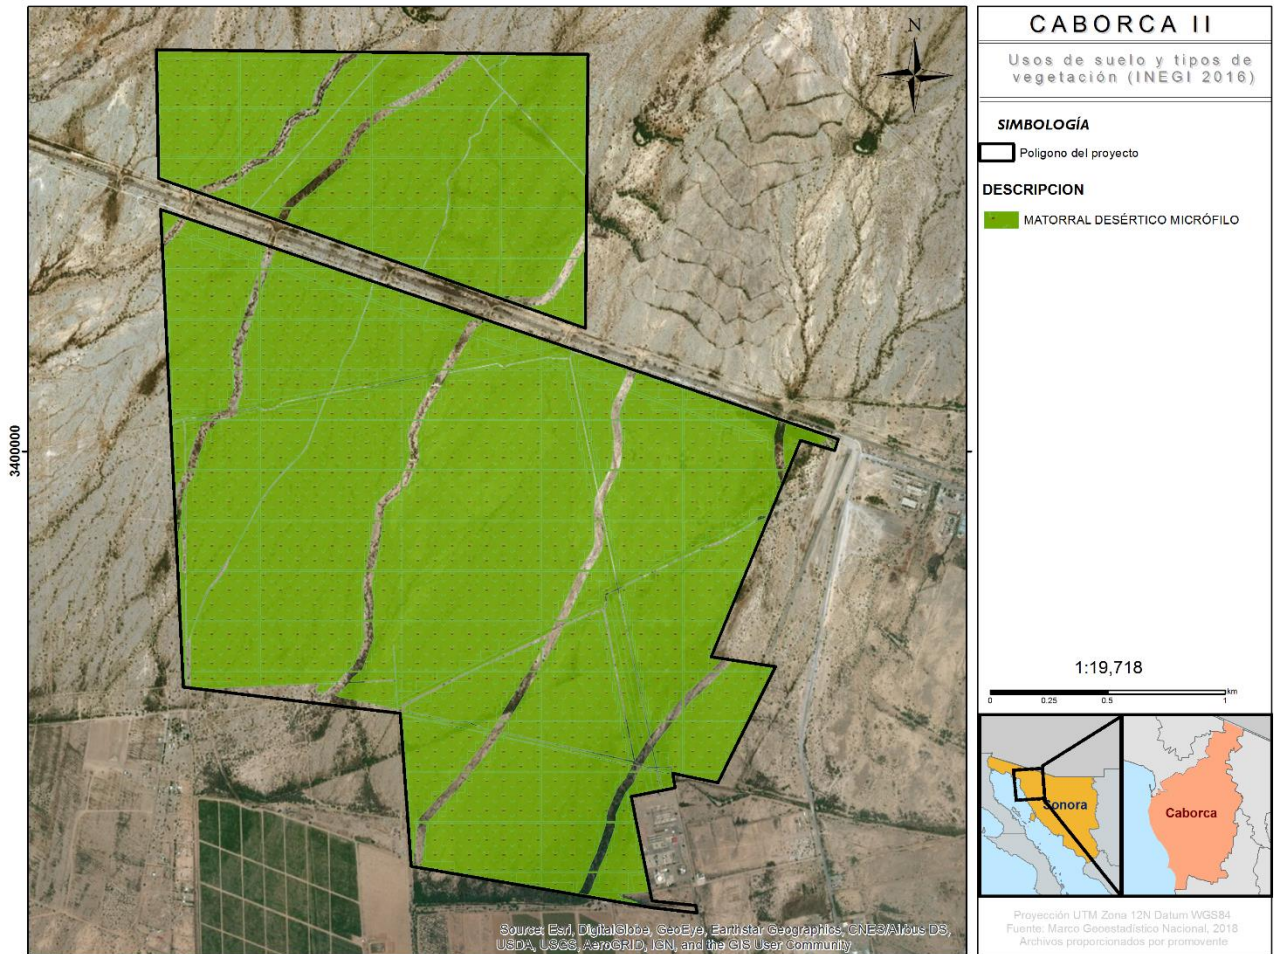 CABORCA II
Usos de suelo y tipos de
vegetación (INEGI 2016)
SIMBOLOGÍA
Poligono del proyecto
DESCRIPCION
MATORRAL DESÉRTICO MICRÓFILO
N
3400000
1:19,718
km
0 0.25 0.5 1
Sonora
Caborca
Source: Esri, DigitalGlobe, GeoEye, Earthstar Geographics, CNES/Airbus DS,
USDA, USGS, AeroGRID, IGN, and the GIS User Community
Proyección UTM Zona 12N Datum WGS84
Fuente: Marco Geoestadístico Nacional, 2018
Archivos proporcionados por promovente